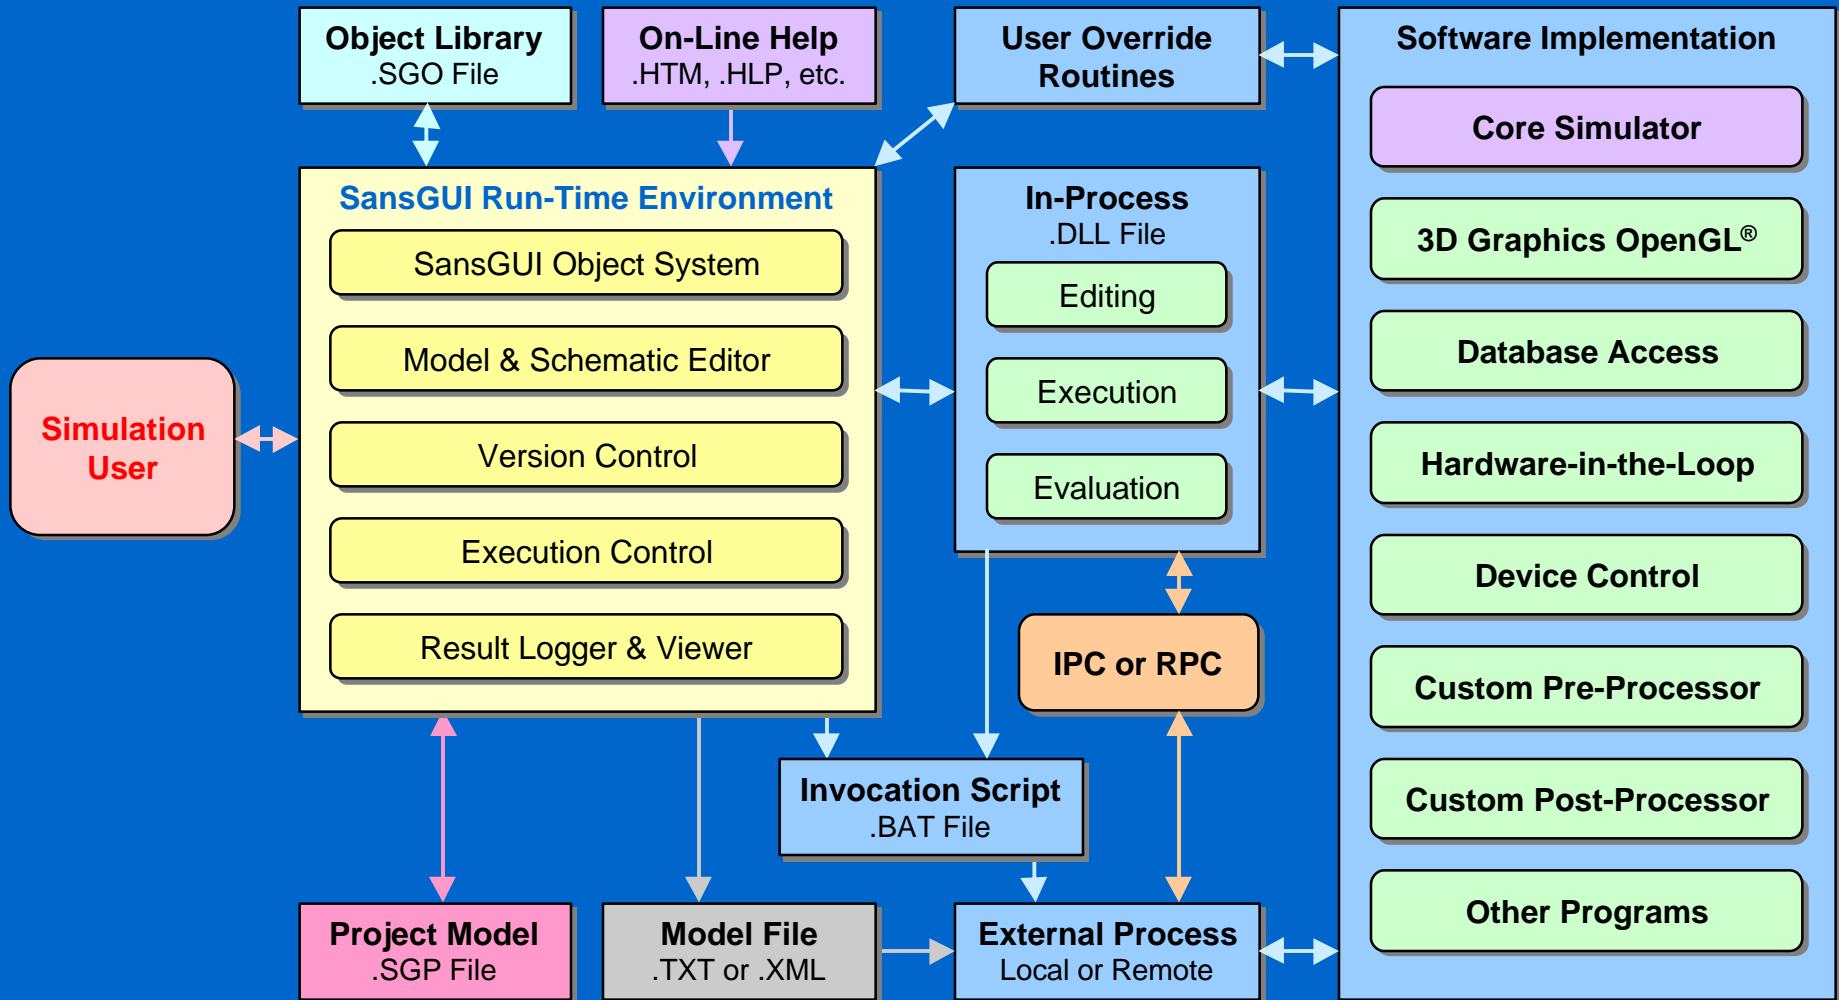 Object Library
.SGO File
On-Line Help
.HTM, .HLP, etc.
User Override
Routines
Software Implementation
Core Simulator
3D Graphics OpenGL®
Database Access
Hardware-in-the-Loop
Device Control
Custom Pre-Processor
Custom Post-Processor
Other Programs
SansGUI Run-Time Environment
SansGUI Object System
Model & Schematic Editor
Version Control
Execution Control
Result Logger & Viewer
In-Process
.DLL File
Editing
Execution
Evaluation
Simulation
User
IPC or RPC
Invocation Script
.BAT File
Project Model
.SGP File
Model File
.TXT or .XML
External Process
Local or Remote